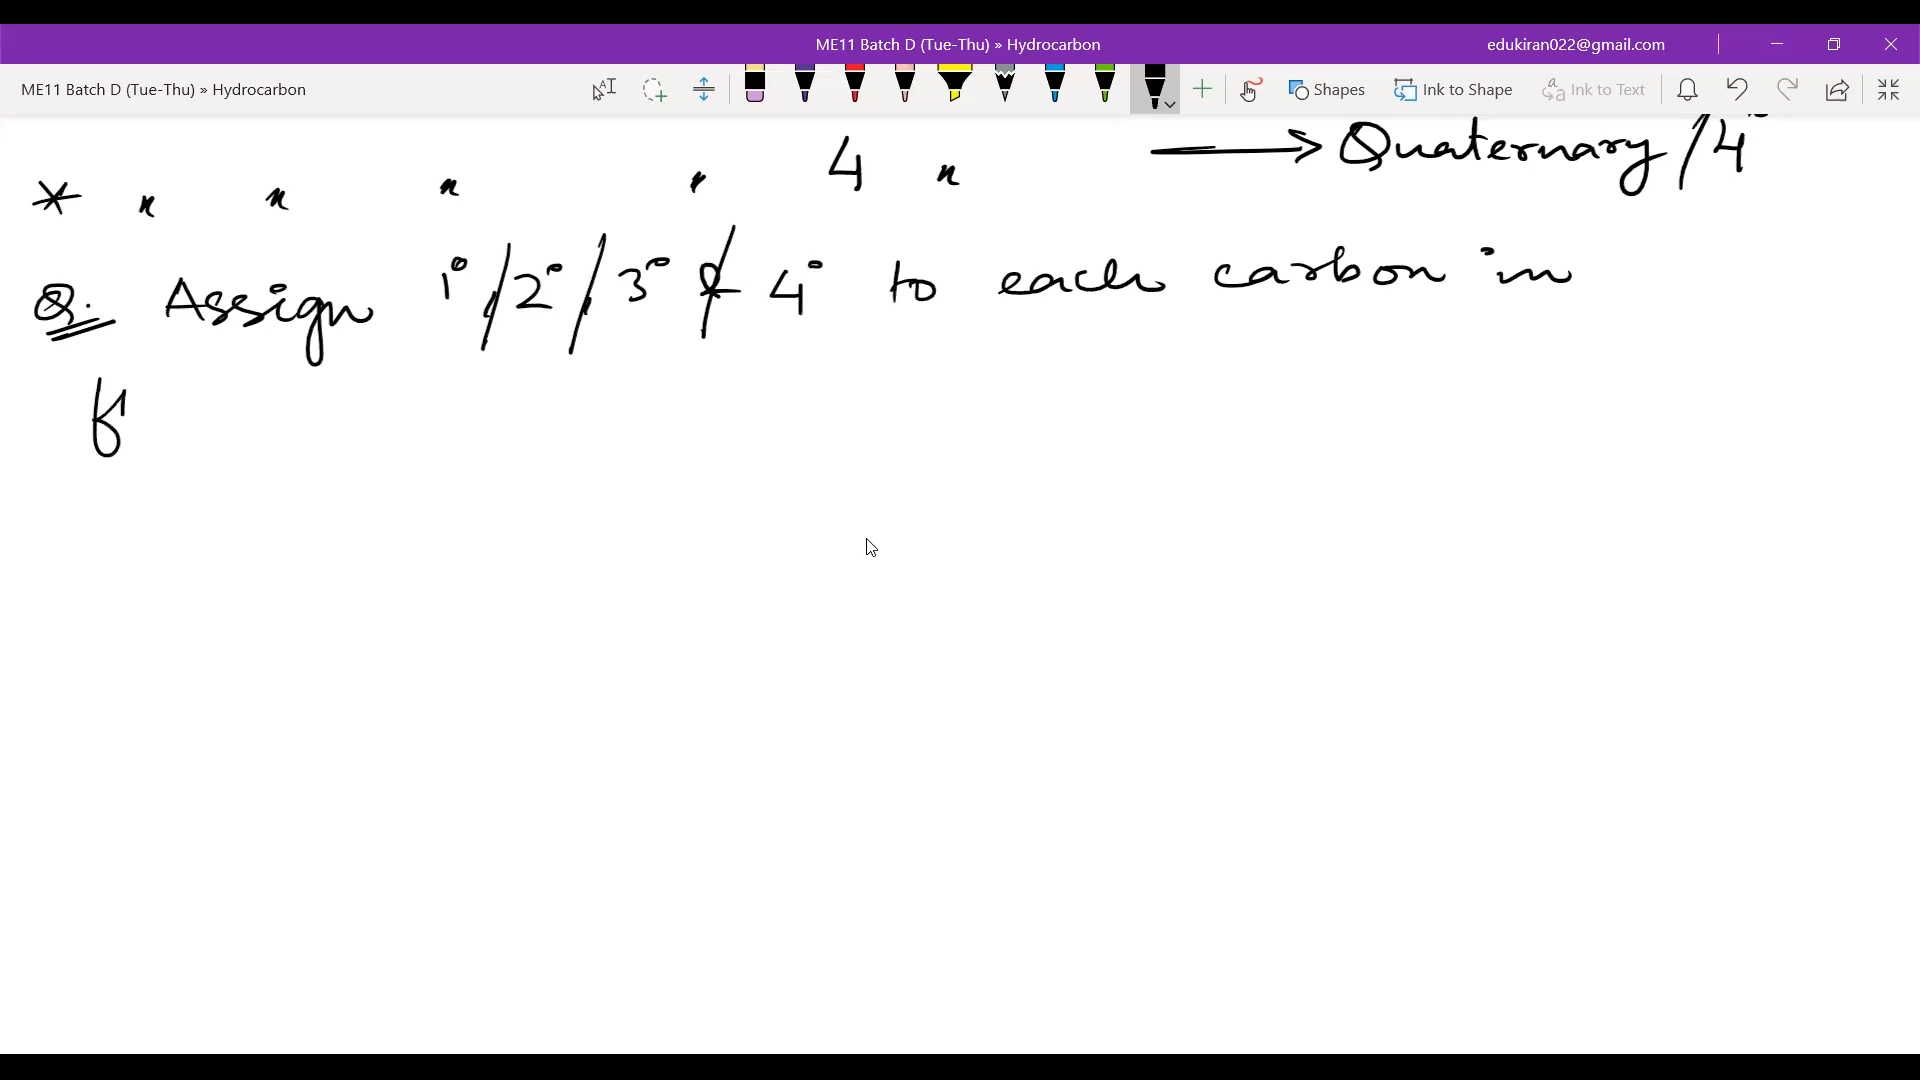 ME11 Batch D (Tue-Thu) » Hydrocarbon
edukiran022@gmail.com
ME11 Batch D (Tue-Thu) » Hydrocarbon
Shapes
Ink to Shape
Ink to Text
* " " " " 4 " → Quaternary / 4°
Q. Assign 1° / 2° / 3° / 4° to each carbon in